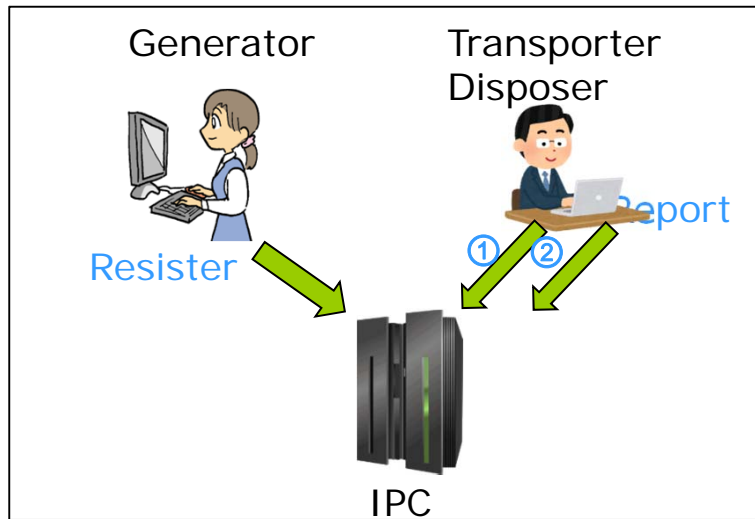 Generator
Transporter
Disposer
Report
Resister
①
②
IPC